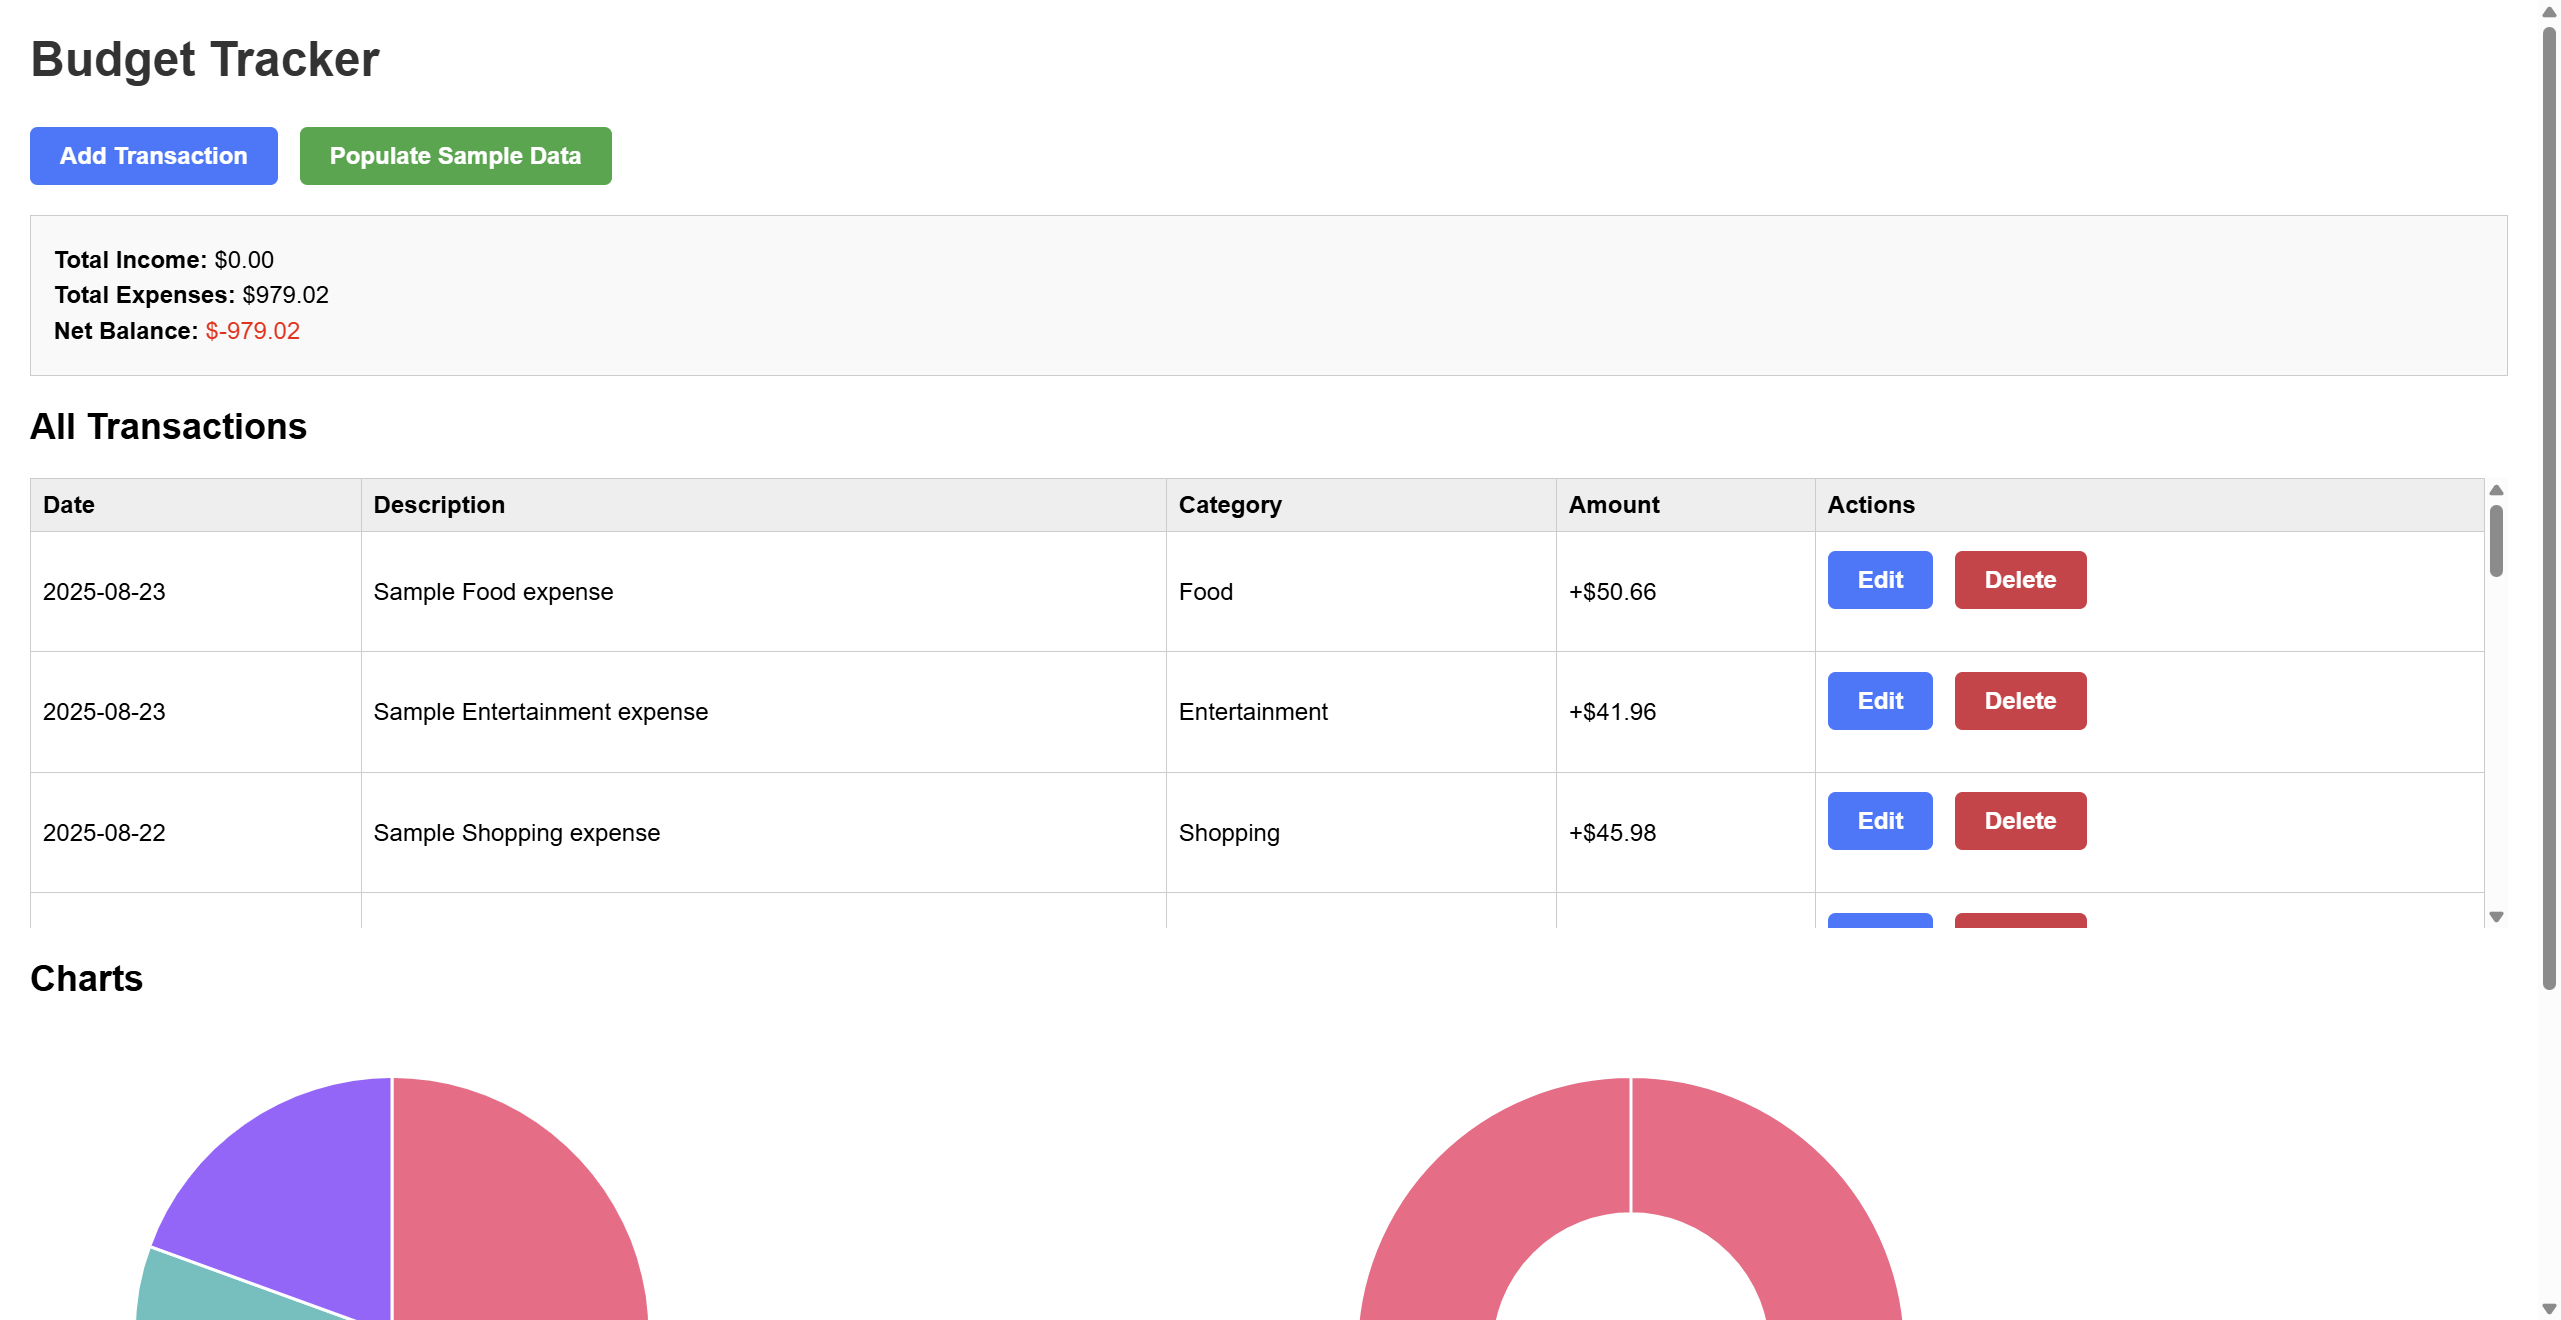 Budget Tracker
Add Transaction Populate Sample Data
Total Income: $0.00
Total Expenses: $979.02
Net Balance: $-979.02
All Transactions
Date Description Category Amount Actions
2025-08-23 Sample Food expense Food +$50.66 Edit Delete
2025-08-23 Sample Entertainment expense Entertainment +$41.96 Edit Delete
2025-08-22 Sample Shopping expense Shopping +$45.98 Edit Delete
Charts